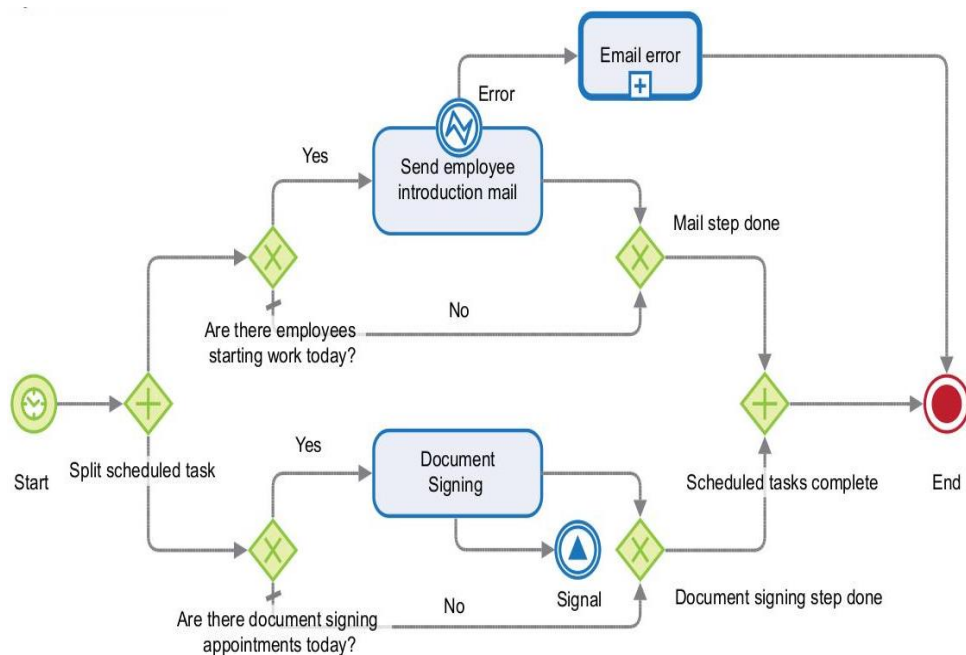 Email error
Error
Yes
Send employee
introduction mail
Mail step done
No
Are there employees
starting work today?
Start
Split scheduled task
Yes
Document
Signing
Scheduled tasks complete
End
Signal
No
Document signing step done
Are there document signing
appointments today?